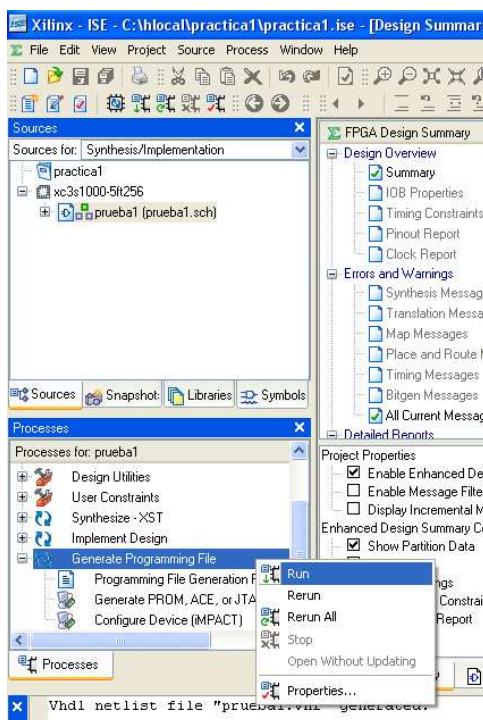 Xilinx - ISE - C:\hlocal\practica1\practica1.ise - [Design Summar
File Edit View Project Source Process Window Help
Sources
Sources for: Synthesis/Implementation
practica1
xc3s1000-5ft256
prueba1 (prueba1.sch)
Sources Snapshot Libraries Symbols
Processes
Processes for: prueba1
Design Utilities
User Constraints
Synthesize - XST
Implement Design
Generate Programming File
Programming File Generation R
Generate PROM, ACE, or JTA
Configure Device (iMPACT)
Processes
Run
Rerun
Rerun All
Stop
Open Without Updating
Properties...
FPGA Design Summary
Design Overview
Summary
IOB Properties
Timing Constraints
Pinout Report
Clock Report
Errors and Warnings
Synthesis Messag
Translation Messa
Map Messages
Place and Route M
Timing Messages
Bitgen Messages
All Current Messag
Detailed Reports
Project Properties
Enable Enhanced De
Enable Message Filte
Display Incremental M
Enhanced Design Summary Co
Show Partition Data
ngs
Constrai
Report
Vhdl netlist file "prueba1.vhf" generated.